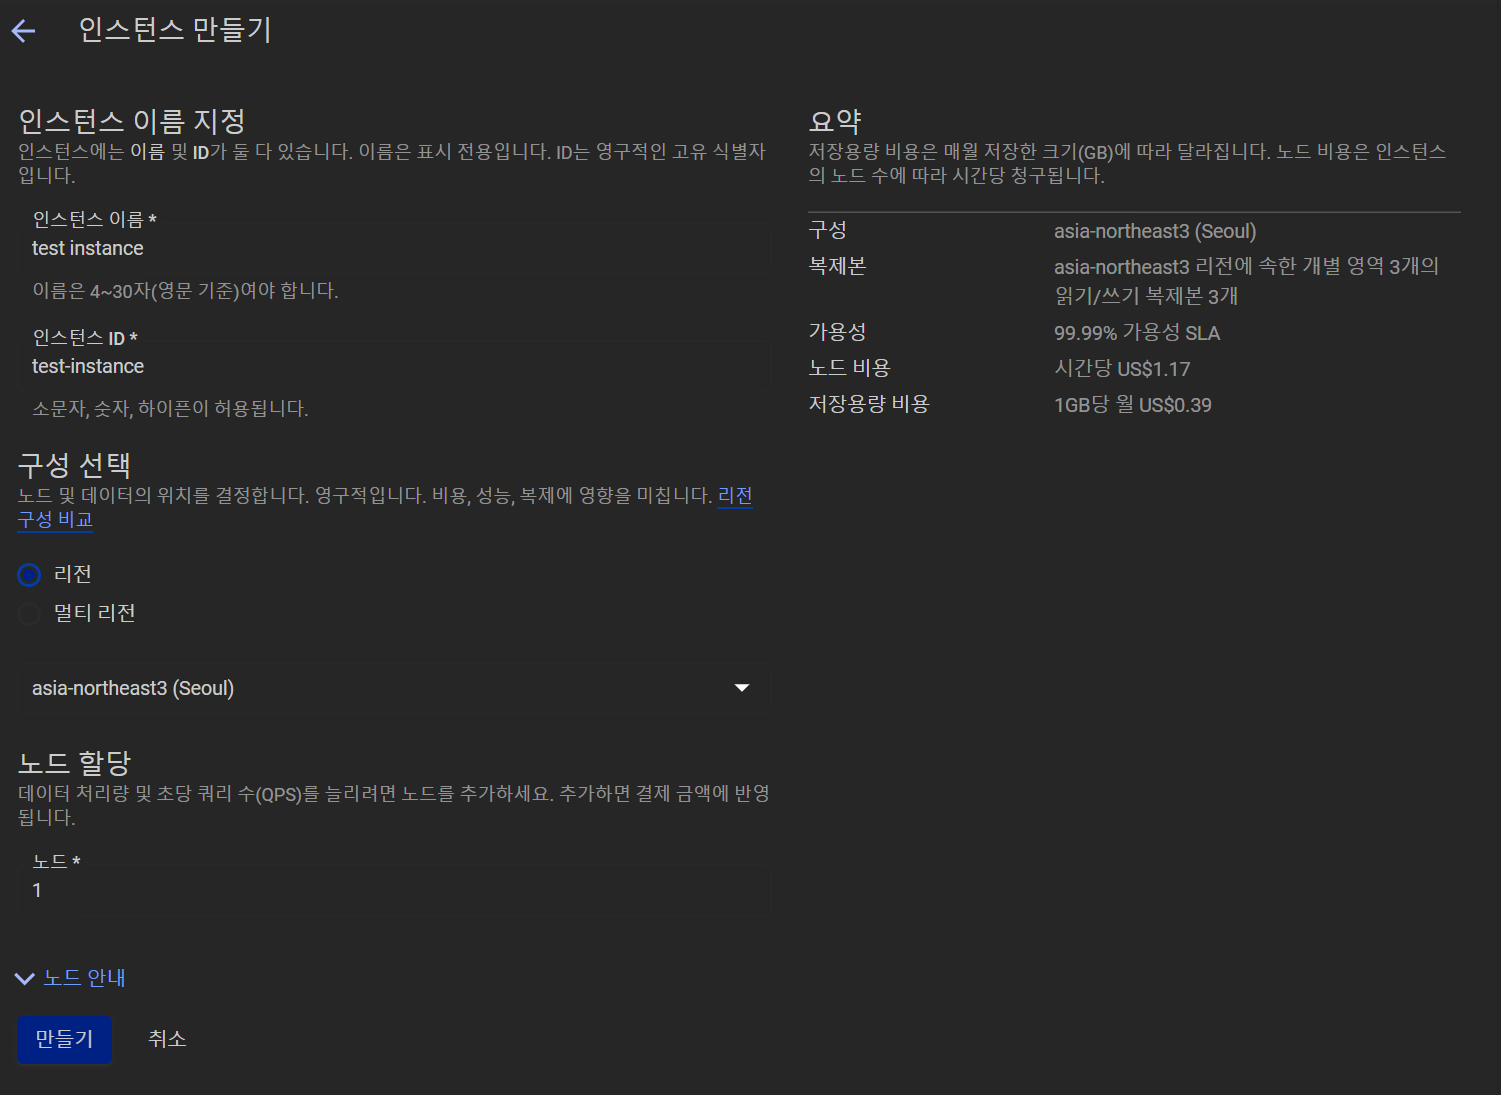 인스턴스 만들기
인스턴스 이름 지정
인스턴스에는 이름 및 ID가 둘 다 있습니다. 이름은 표시 전용입니다. ID는 영구적인 고유 식별자
입니다.
인스턴스 이름 *
test instance
이름은 4~30자(영문 기준)여야 합니다.
인스턴스 ID *
test-instance
소문자, 숫자, 하이픈이 허용됩니다.
구성 선택
노드 및 데이터의 위치를 결정합니다. 영구적입니다. 비용, 성능, 복제에 영향을 미칩니다. 리전
구성 비교
리전
멀티 리전
asia-northeast3 (Seoul)
노드 할당
데이터 처리량 및 초당 쿼리 수(QPS)를 늘리려면 노드를 추가하세요. 추가하면 결제 금액에 반영
됩니다.
노드 *
1
노드 안내
만들기 취소
요약
저장용량 비용은 매월 저장한 크기(GB)에 따라 달라집니다. 노드 비용은 인스턴스
의 노드 수에 따라 시간당 청구됩니다.
구성 asia-northeast3 (Seoul)
복제본 asia-northeast3 리전에 속한 개별 영역 3개의
읽기/쓰기 복제본 3개
가용성 99.99% 가용성 SLA
노드 비용 시간당 US$1.17
저장용량 비용 1GB당 월 US$0.39